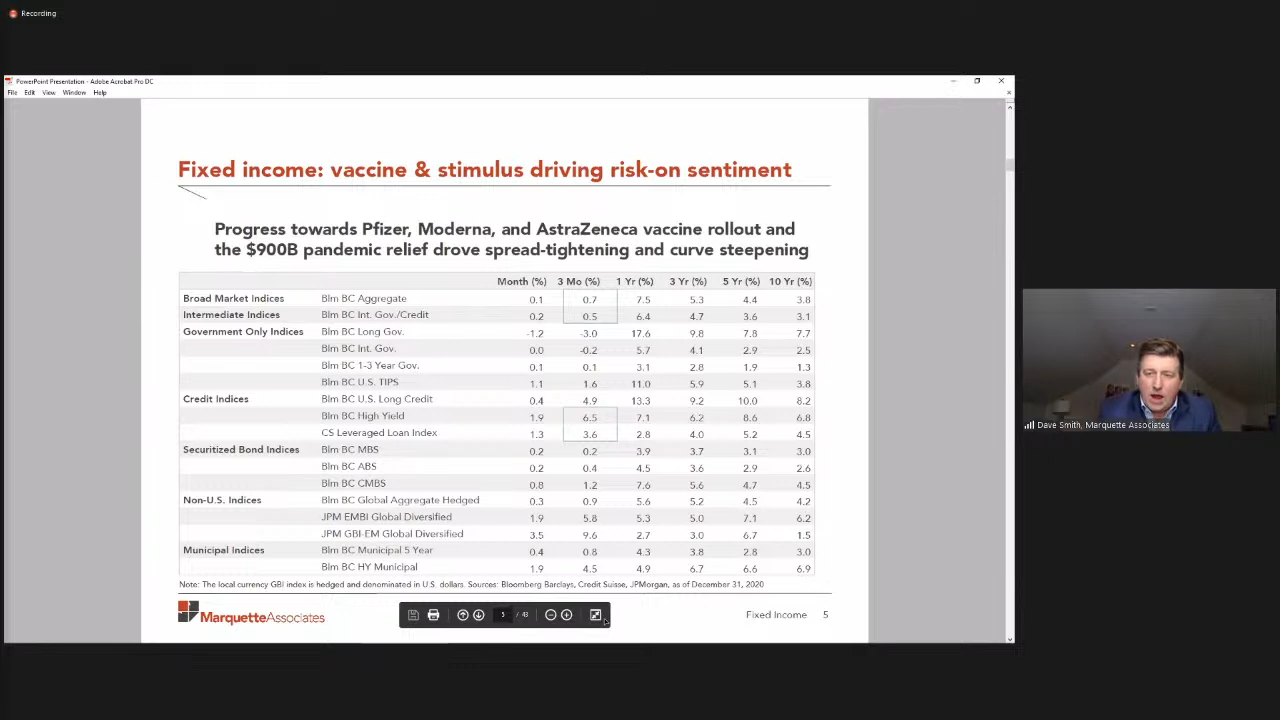 Recording
PowerPoint Presentation - Adobe Acrobat Pro DC
File Edit View Window Help
Fixed income: vaccine & stimulus driving risk-on sentiment
Progress towards Pfizer, Moderna, and AstraZeneca vaccine rollout and
the $900B pandemic relief drove spread-tightening and curve steepening
Month (%) 3 Mo (%) 1 Yr (%) 3 Yr (%) 5 Yr (%) 10 Yr (%)
Broad Market Indices Blm BC Aggregate 0.1 0.7 7.5 5.3 4.4 3.8
Intermediate Indices Blm BC Int. Gov./Credit 0.2 0.5 6.4 4.7 3.6 3.1
Government Only Indices Blm BC Long Gov. -1.2 -3.0 17.6 9.8 7.8 7.7
Blm BC Int. Gov. 0.0 -0.2 5.7 4.1 2.9 2.5
Blm BC 1-3 Year Gov. 0.1 0.1 3.1 2.8 1.9 1.3
Blm BC U.S. TIPS 1.1 1.6 11.0 5.9 5.1 3.8
Credit Indices Blm BC U.S. Long Credit 0.4 4.9 13.3 9.2 10.0 8.2
Blm BC High Yield 1.9 6.5 7.1 6.2 8.6 6.8
CS Leveraged Loan Index 1.3 3.6 2.8 4.0 5.2 4.5
Securitized Bond Indices Blm BC MBS 0.2 0.2 3.9 3.7 3.1 3.0
Blm BC ABS 0.2 0.4 4.5 3.6 2.9 2.6
Blm BC CMBS 0.8 1.2 7.6 5.6 4.7 4.5
Non-U.S. Indices Blm BC Global Aggregate Hedged 0.3 0.9 5.6 5.2 4.5 4.2
JPM EMBI Global Diversified 1.9 5.8 5.3 5.0 7.1 6.2
JPM GBI-EM Global Diversified 3.5 9.6 2.7 3.0 6.7 1.5
Municipal Indices Blm BC Municipal 5 Year 0.4 0.8 4.3 3.8 2.8 3.0
Blm BC HY Municipal 1.9 4.5 4.9 6.7 6.6 6.9
Note: The local currency GBI index is hedged and denominated in U.S. dollars. Sources: Bloomberg Barclays, Credit Suisse, JPMorgan, as of December 31, 2020
MarquetteAssociates
5 / 43
Fixed Income 5
Dave Smith, Marquette Associates